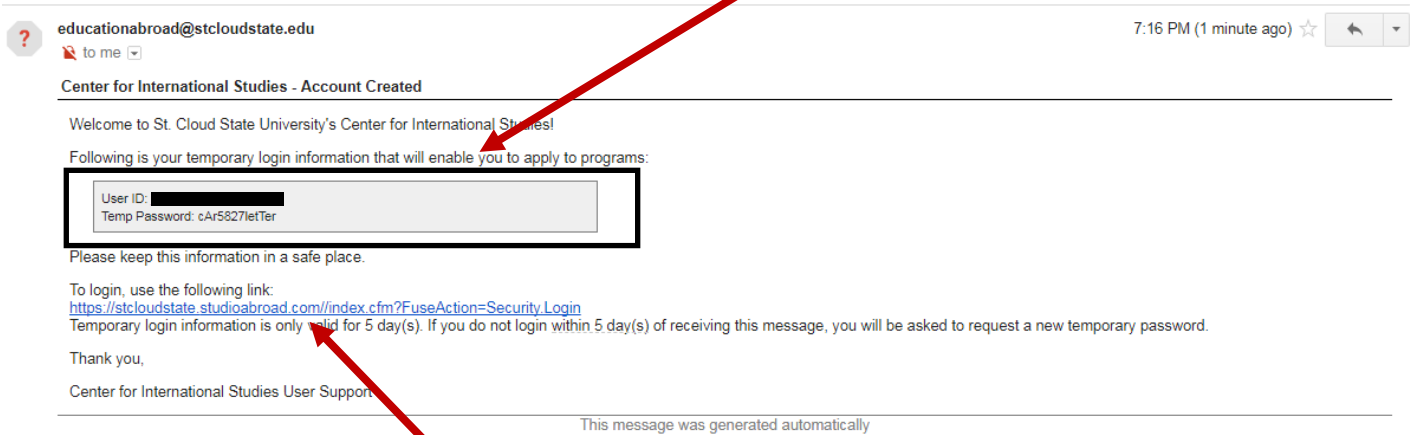 educationabroad@stcloudstate.edu
7:16 PM (1 minute ago)
?
to me
Center for International Studies - Account Created
Welcome to St. Cloud State University's Center for International Studies!
Following is your temporary login information that will enable you to apply to programs:
User ID:
Temp Password: cAr5827letTer
Please keep this information in a safe place.
To login, use the following link:
https://stcloudstate.studioabroad.com//index.cfm?FuseAction=Security.Login
Temporary login information is only valid for 5 day(s). If you do not login within 5 day(s) of receiving this message, you will be asked to request a new temporary password.
Thank you,
Center for International Studies User Support
This message was generated automatically